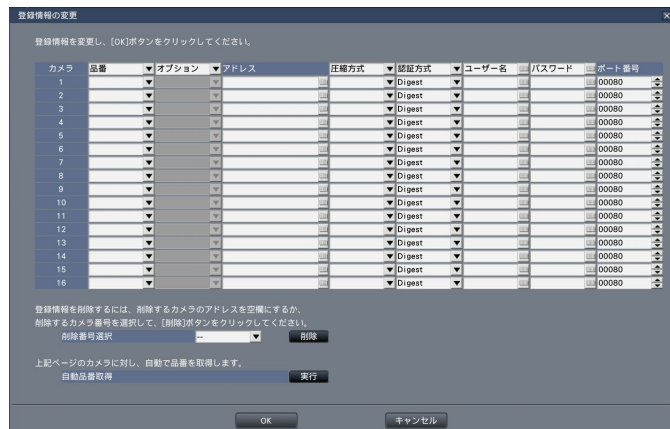 登録情報の変更
登録情報を変更し、[OK]ボタンをクリックしてください。
カメラ 品番 オプション アドレス 圧縮方式 認証方式 ユーザー名 パスワード ポート番号
1 Digest 00080
2 Digest 00080
3 Digest 00080
4 Digest 00080
5 Digest 00080
6 Digest 00080
7 Digest 00080
8 Digest 00080
9 Digest 00080
10 Digest 00080
11 Digest 00080
12 Digest 00080
13 Digest 00080
14 Digest 00080
15 Digest 00080
16 Digest 00080
登録情報を削除するには、削除するカメラのアドレスを空欄にするか、
削除するカメラ番号を選択して、[削除]ボタンをクリックしてください。
削除番号選択 -- 削除
上記ページのカメラに対し、自動で品番を取得します。
自動品番取得 実行
OK キャンセル